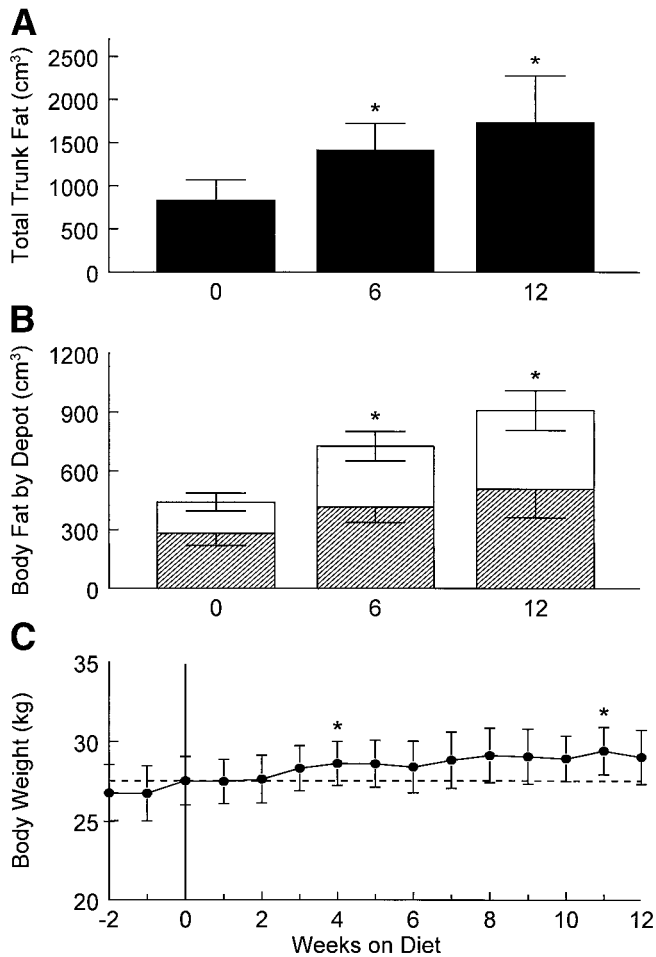 A
Total Trunk Fat (cm³)
2500
2000
1500
1000
500
0
*
*
0 6 12
B
Body Fat by Depot (cm³)
1200
900
600
300
0
*
*
0 6 12
C
Body Weight (kg)
35
30
25
20
*
*
-2 0 2 4 6 8 10 12
Weeks on Diet